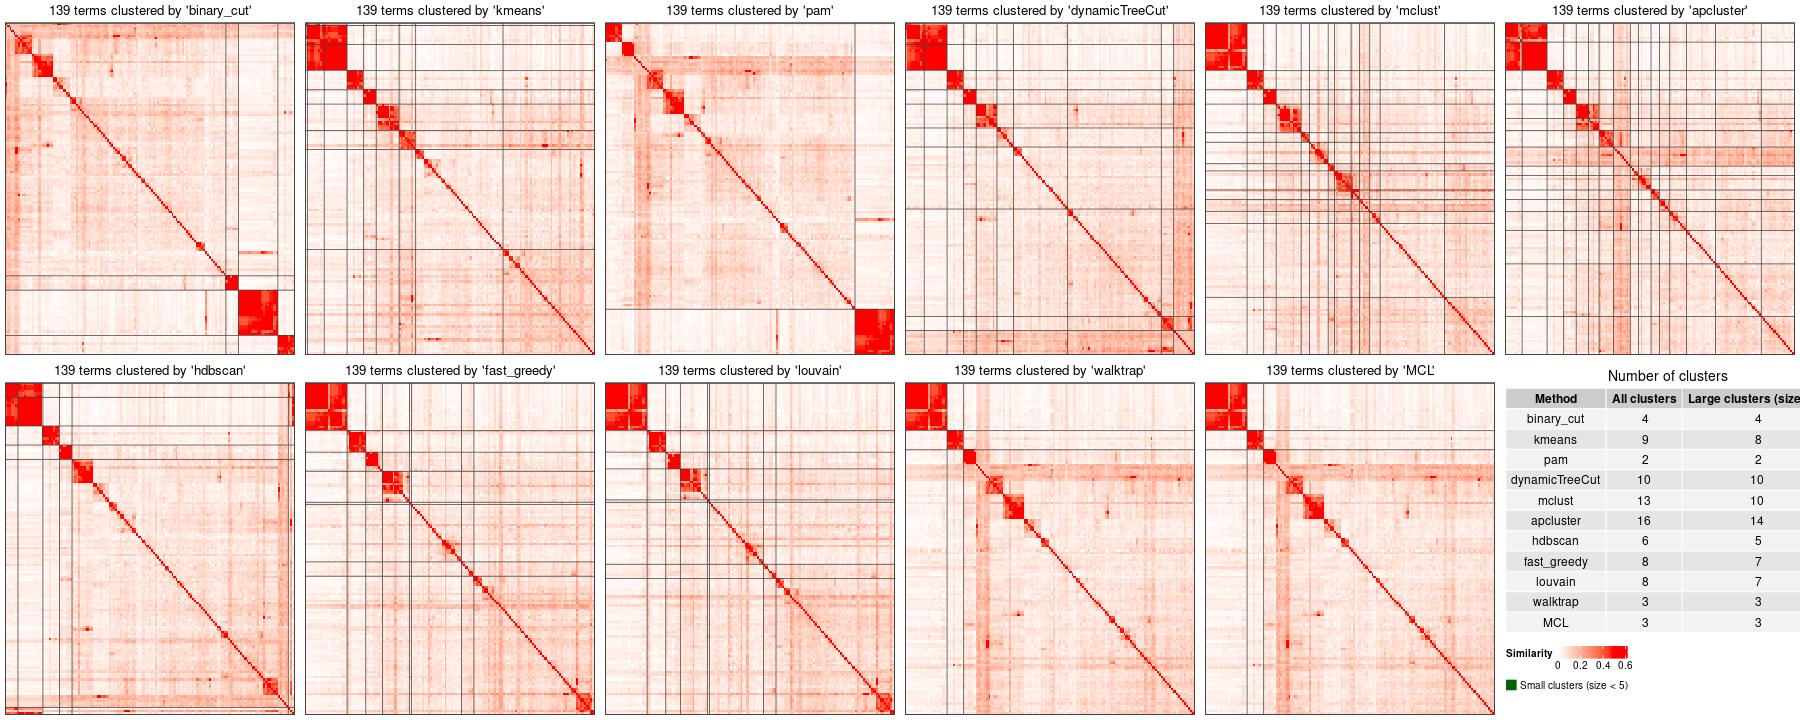 139 terms clustered by 'binary_cut'
139 terms clustered by 'kmeans'
139 terms clustered by 'pam'
139 terms clustered by 'dynamicTreeCut'
139 terms clustered by 'mclust'
139 terms clustered by 'apcluster'
139 terms clustered by 'hdbscan'
139 terms clustered by 'fast_greedy'
139 terms clustered by 'louvain'
139 terms clustered by 'walktrap'
139 terms clustered by 'MCL'
Number of clusters
Method All clusters Large clusters (size
binary_cut 4 4
kmeans 9 8
pam 2 2
dynamicTreeCut 10 10
mclust 13 10
apcluster 16 14
hdbscan 6 5
fast_greedy 8 7
louvain 8 7
walktrap 3 3
MCL 3 3
Similarity
0 0.2 0.4 0.6
Small clusters (size < 5)